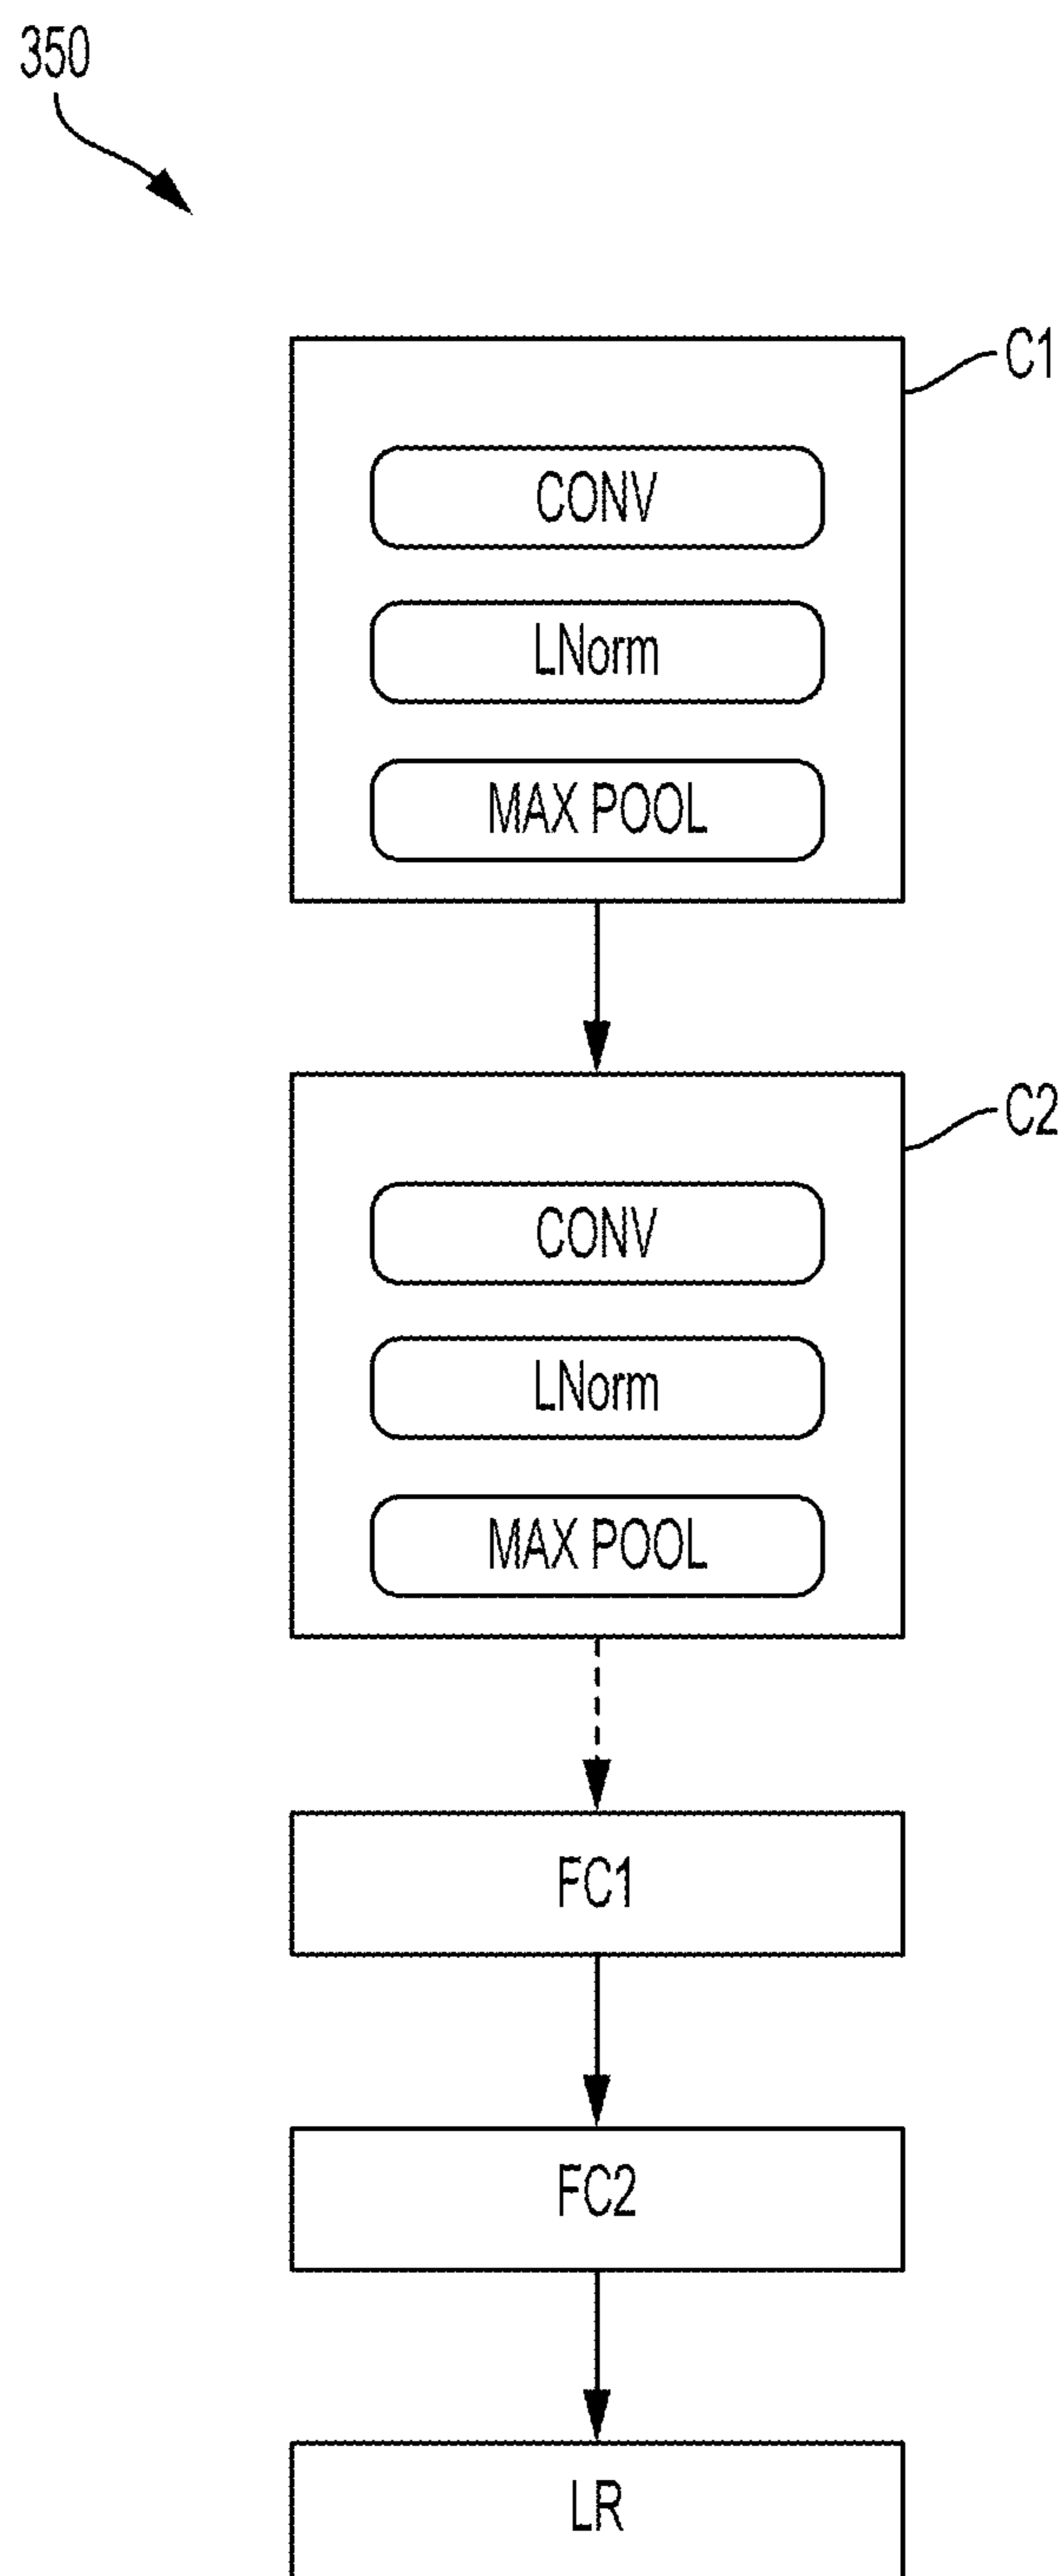 350
C1
CONV
LNorm
MAX POOL
C2
CONV
LNorm
MAX POOL
FC1
FC2
LR